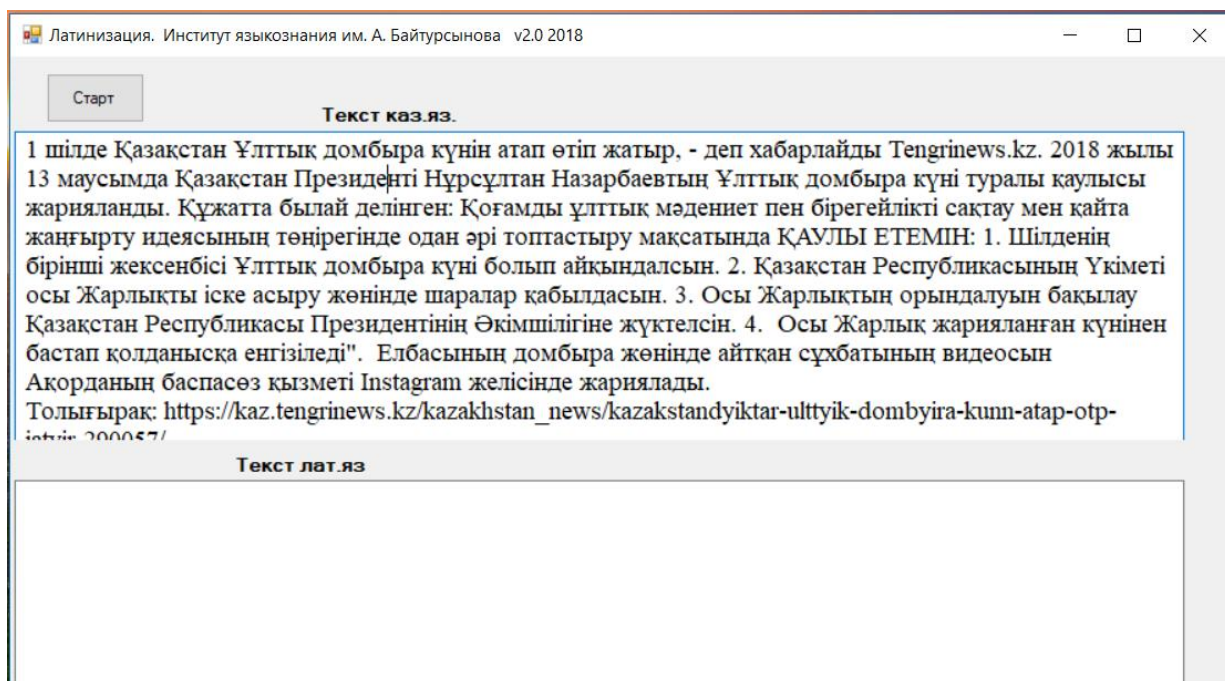 Латинизация. Институт языкознания им. А. Байтурсынова v2.0 2018
Старт
Текст каз.яз.
1 шілде Қазақстан Ұлттық домбыра күнін атап өтіп жатыр, - деп хабарлайды Tengrinews.kz. 2018 жылы
13 маусымда Қазақстан Президенті Нұрсұлтан Назарбаевтың Ұлттық домбыра күні туралы қаулысы
жарияланды. Құжатта былай делінген: Қоғамды ұлттық мәдениет пен бірегейлікті сақтау мен қайта
жаңғырту идеясының төңірегінде одан әрі топтастыру мақсатында ҚАУЛЫ ЕТЕМІН: 1. Шілденің
бірінші жексенбісі Ұлттық домбыра күні болып айқындалсын. 2. Қазақстан Республикасының Үкіметі
осы Жарлықты іске асыру жөнінде шаралар қабылдасын. 3. Осы Жарлықтың орындалуын бақылау
Қазақстан Республикасы Президентінің Әкімшілігіне жүктелсін. 4. Осы Жарлық жарияланған күнінен
бастап қолданысқа енгізіледі". Елбасының домбыра жөнінде айтқан сұхбатының видеосын
Ақорданың баспасөз қызметі Instagram желісінде жариялады.
Толығырақ: https://kaz.tengrinews.kz/kazakhstan_news/kazakstandyiktar-ulttyik-dombyira-kunn-atap-otp-
jatyir-290057/
Текст лат.яз